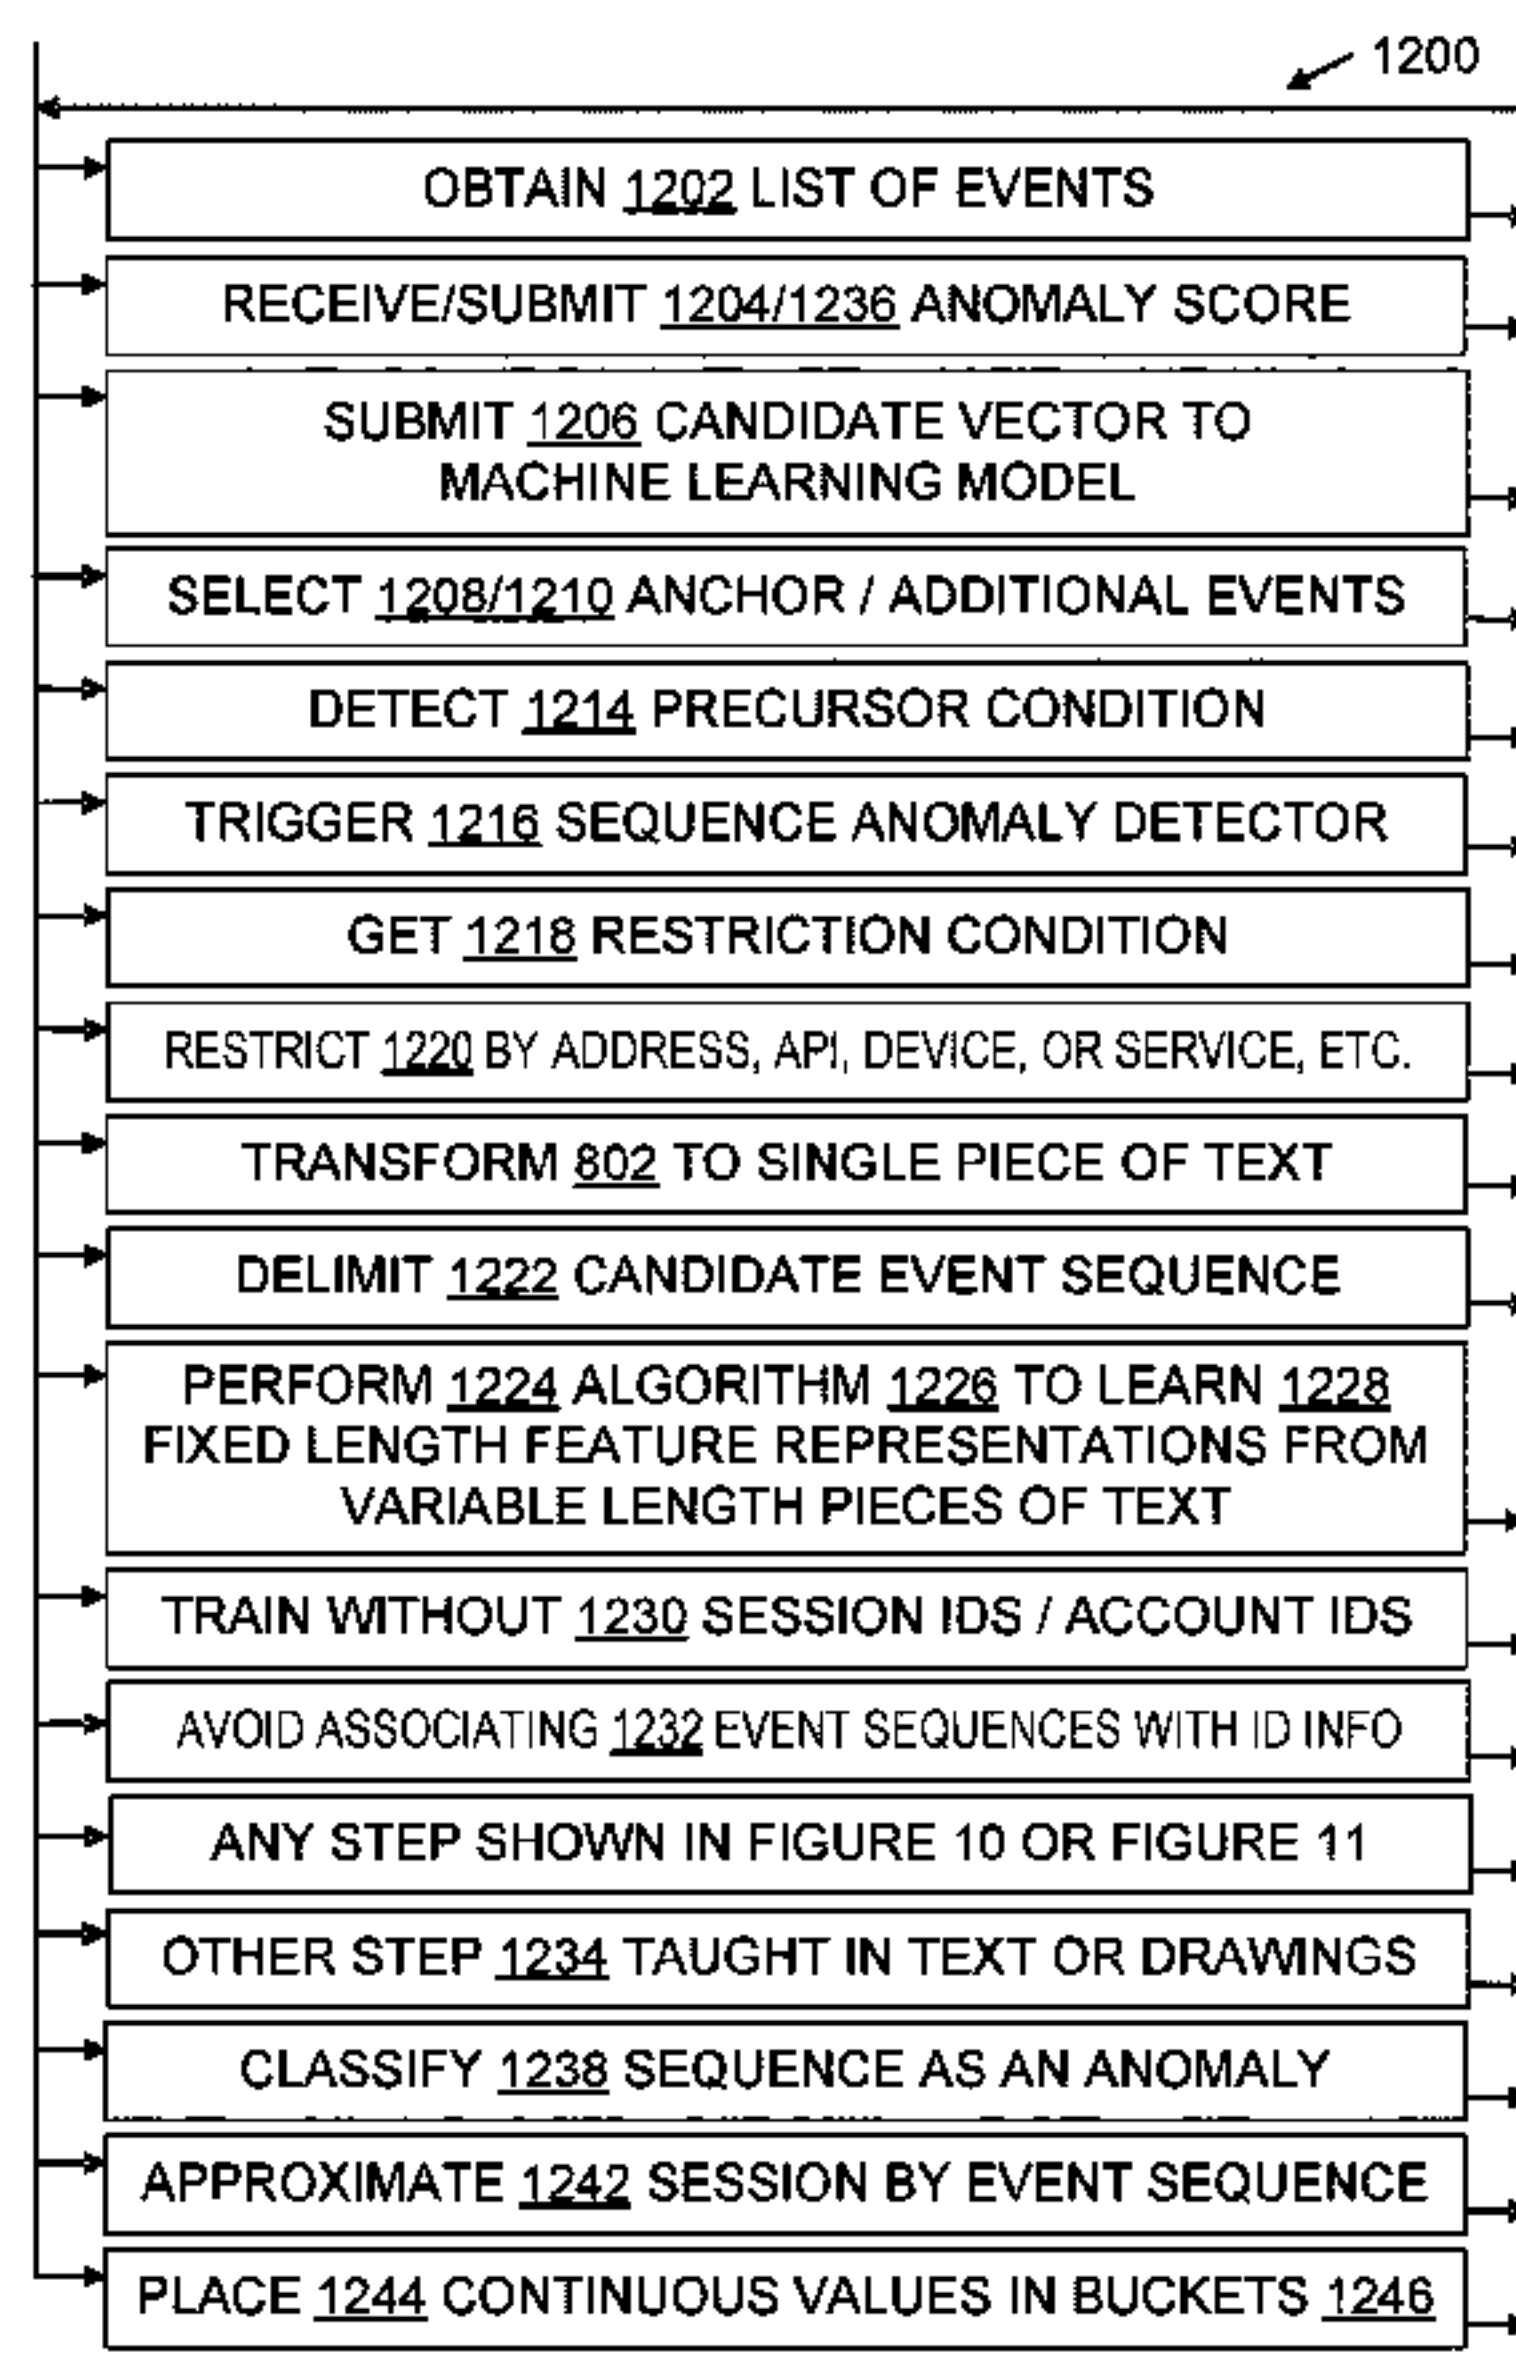 1200
OBTAIN 1202 LIST OF EVENTS
RECEIVE/SUBMIT 1204/1236 ANOMALY SCORE
SUBMIT 1206 CANDIDATE VECTOR TO
MACHINE LEARNING MODEL
SELECT 1208/1210 ANCHOR / ADDITIONAL EVENTS
DETECT 1214 PRECURSOR CONDITION
TRIGGER 1216 SEQUENCE ANOMALY DETECTOR
GET 1218 RESTRICTION CONDITION
RESTRICT 1220 BY ADDRESS, API, DEVICE, OR SERVICE, ETC.
TRANSFORM 802 TO SINGLE PIECE OF TEXT
DELIMIT 1222 CANDIDATE EVENT SEQUENCE
PERFORM 1224 ALGORITHM 1226 TO LEARN 1228
FIXED LENGTH FEATURE REPRESENTATIONS FROM
VARIABLE LENGTH PIECES OF TEXT
TRAIN WITHOUT 1230 SESSION IDS / ACCOUNT IDS
AVOID ASSOCIATING 1232 EVENT SEQUENCES WITH ID INFO
ANY STEP SHOWN IN FIGURE 10 OR FIGURE 11
OTHER STEP 1234 TAUGHT IN TEXT OR DRAWINGS
CLASSIFY 1238 SEQUENCE AS AN ANOMALY
APPROXIMATE 1242 SESSION BY EVENT SEQUENCE
PLACE 1244 CONTINUOUS VALUES IN BUCKETS 1246